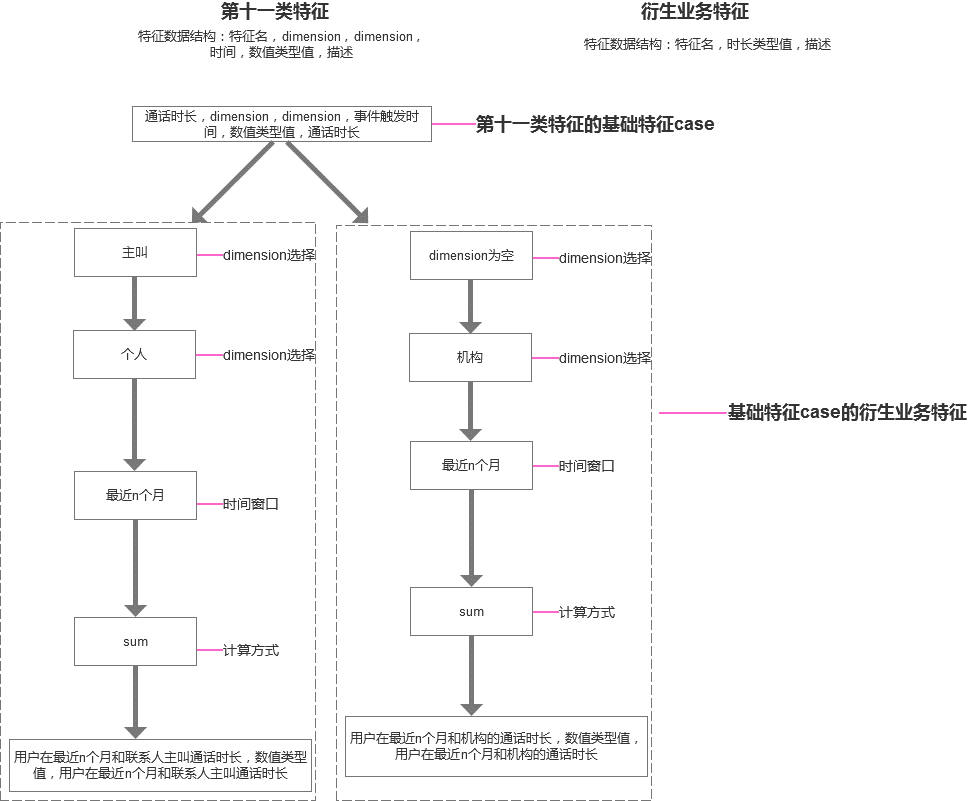 第十一类特征
特征数据结构：特征名，dimension，dimension，
时间，数值类型值，描述
衍生业务特征
特征数据结构：特征名，时长类型值，描述
通话时长，dimension，dimension，事件触发时
间，数值类型值，通话时长
第十一类特征的基础特征case
主叫
dimension选择
个人
dimension选择
最近n个月
时间窗口
sum
计算方式
用户在最近n个月和联系人主叫通话时长，数值类型
值，用户在最近n个月和联系人主叫通话时长
dimension为空
dimension选择
机构
dimension选择
最近n个月
时间窗口
sum
计算方式
用户在最近n个月和机构的通话时长，数值类型值，
用户在最近n个月和机构的通话时长
基础特征case的衍生业务特征